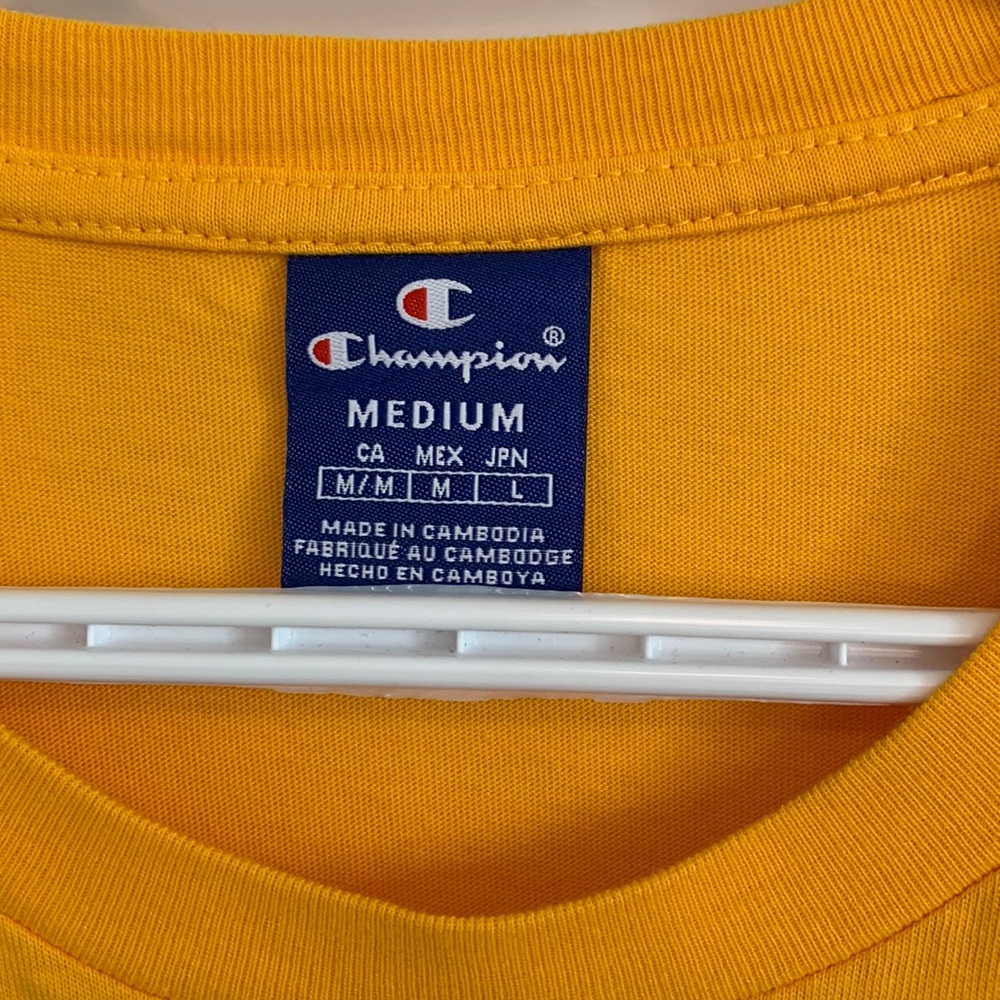 C
Champion®
MEDIUM
CA MEX JPN
M/M M L
MADE IN CAMBODIA
FABRIQUÉ AU CAMBODGE
HECHO EN CAMBOYA